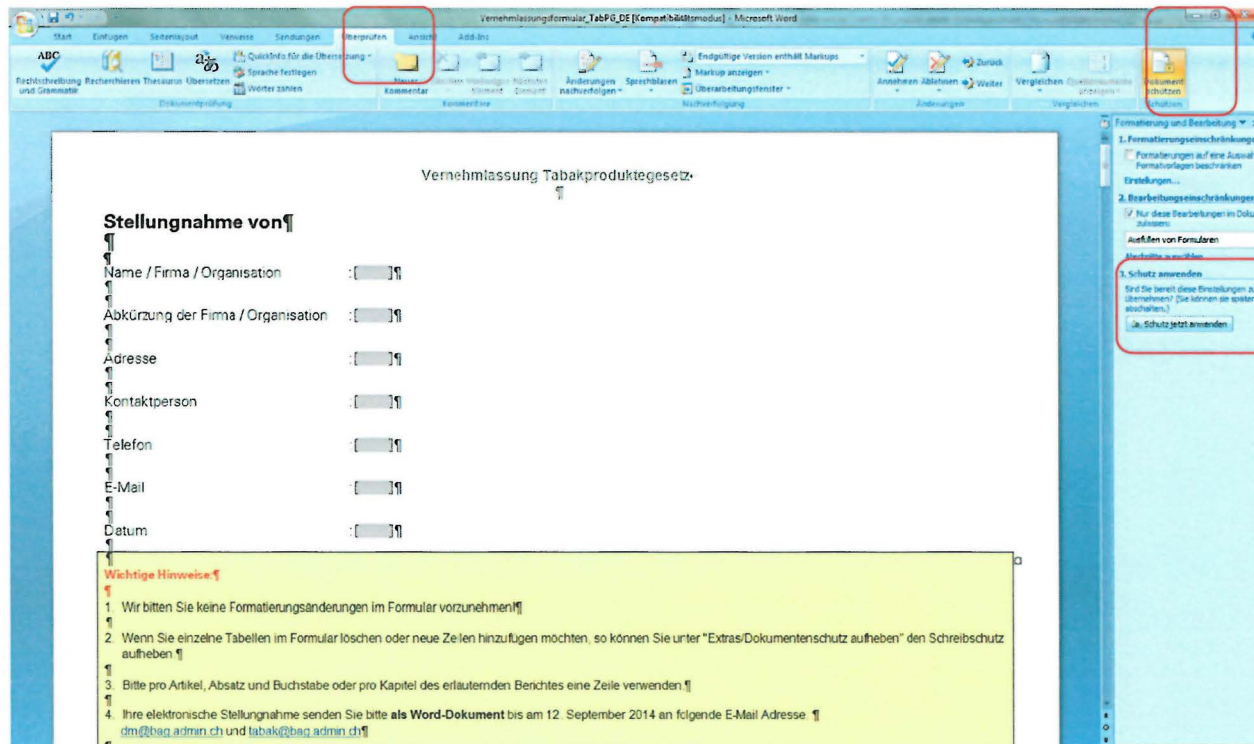 Vernehmlassungsformular_TabPG_DE [Kompatibilitätsmodus] - Microsoft Word
Start Einfügen Seitenlayout Verweise Sendungen Überprüfen Ansicht Add-Ins
ABC
Rechtschreibung und Grammatik
Recherchieren
Thesaurus
Übersetzen
QuickInfo für die Übersetzung
Sprache festlegen
Wörter zählen
Dokumentprüfung
Neuer Kommentar
Element
Element
Kommentare
Änderungen nachverfolgen
Sprechblasen
Endgültige Version enthält Markups
Markup anzeigen
Überarbeitungsfenster
Nachverfolgung
Annehmen Ablehnen
Zurück
Weiter
Änderungen
Vergleichen
anzeigen
Vergleichen
Dokument schützen
Schützen
Vernehmlassung Tabakproduktegesetz
¶
Stellungnahme von¶
¶
¶
Name / Firma / Organisation :[ ]¶
¶
¶
Abkürzung der Firma / Organisation :[ ]¶
¶
¶
Adresse :[ ]¶
¶
¶
Kontaktperson :[ ]¶
¶
¶
Telefon :[ ]¶
¶
¶
E-Mail :[ ]¶
¶
¶
Datum :[ ]¶
¶
¶
Wichtige Hinweise:¶
¶
1. Wir bitten Sie keine Formatierungsänderungen im Formular vorzunehmen!¶
¶
2. Wenn Sie einzelne Tabellen im Formular löschen oder neue Zeilen hinzufügen möchten, so können Sie unter "Extras/Dokumentenschutz aufheben" den Schreibschutz
aufheben.¶
¶
3. Bitte pro Artikel, Absatz und Buchstabe oder pro Kapitel des erläuternden Berichtes eine Zeile verwenden.¶
¶
4. Ihre elektronische Stellungnahme senden Sie bitte als Word-Dokument bis am 12. September 2014 an folgende E-Mail Adresse: ¶
dm@bag.admin.ch und tabak@bag.admin.ch¶
¶
Formatierung und Bearbeitung
1. Formatierungseinschränkungen
Formatierungen auf eine Auswahl
Formatvorlagen beschränken
Einstellungen...
2. Bearbeitungseinschränkungen
Nur diese Bearbeitungen im Doku
zulassen:
Ausfüllen von Formularen
Abschnitte auswählen
3. Schutz anwenden
Sind Sie bereit diese Einstellungen zu
übernehmen? (Sie können sie später
abschalten.)
Ja, Schutz jetzt anwenden